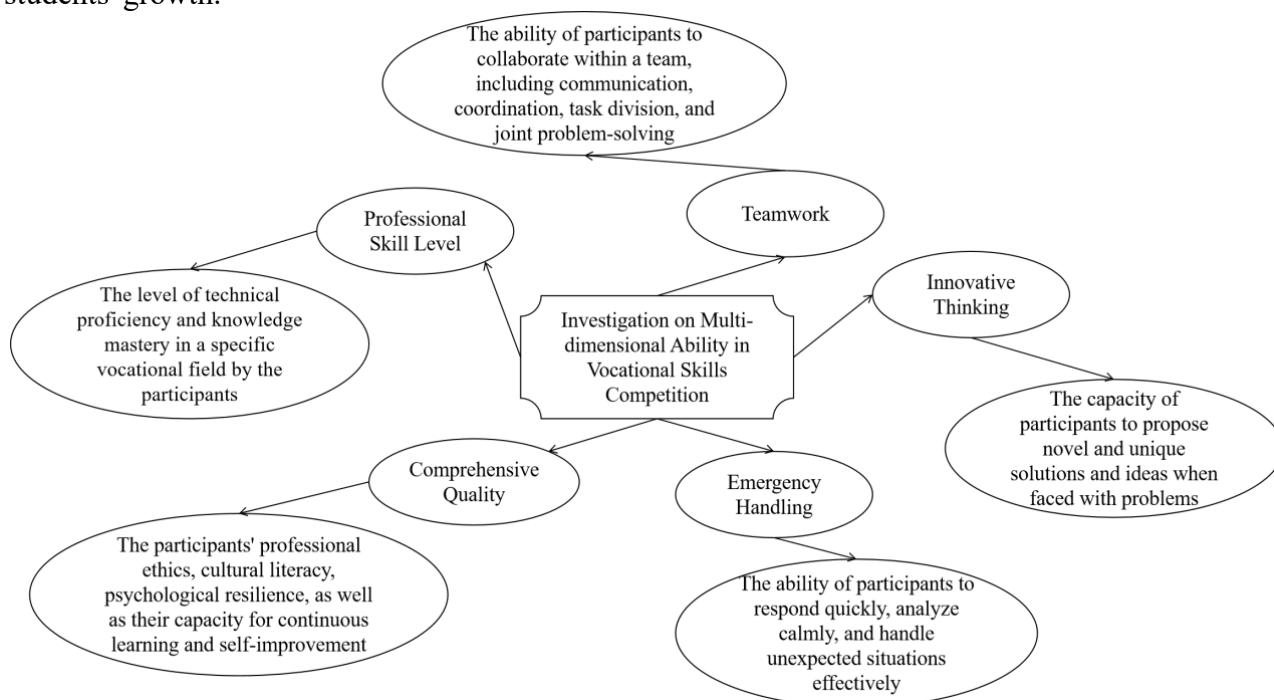 students' growth.
The ability of participants to
collaborate within a team,
including communication,
coordination, task division, and
joint problem-solving
Teamwork
Professional
Skill Level
Innovative
Thinking
The level of technical
proficiency and knowledge
mastery in a specific
vocational field by the
participants
Investigation on Multi-
dimensional Ability in
Vocational Skills
Competition
The capacity of
participants to propose
novel and unique
solutions and ideas when
faced with problems
Comprehensive
Quality
Emergency
Handling
The participants' professional
ethics, cultural literacy,
psychological resilience, as well
as their capacity for continuous
learning and self-improvement
The ability of participants to
respond quickly, analyze
calmly, and handle
unexpected situations
effectively